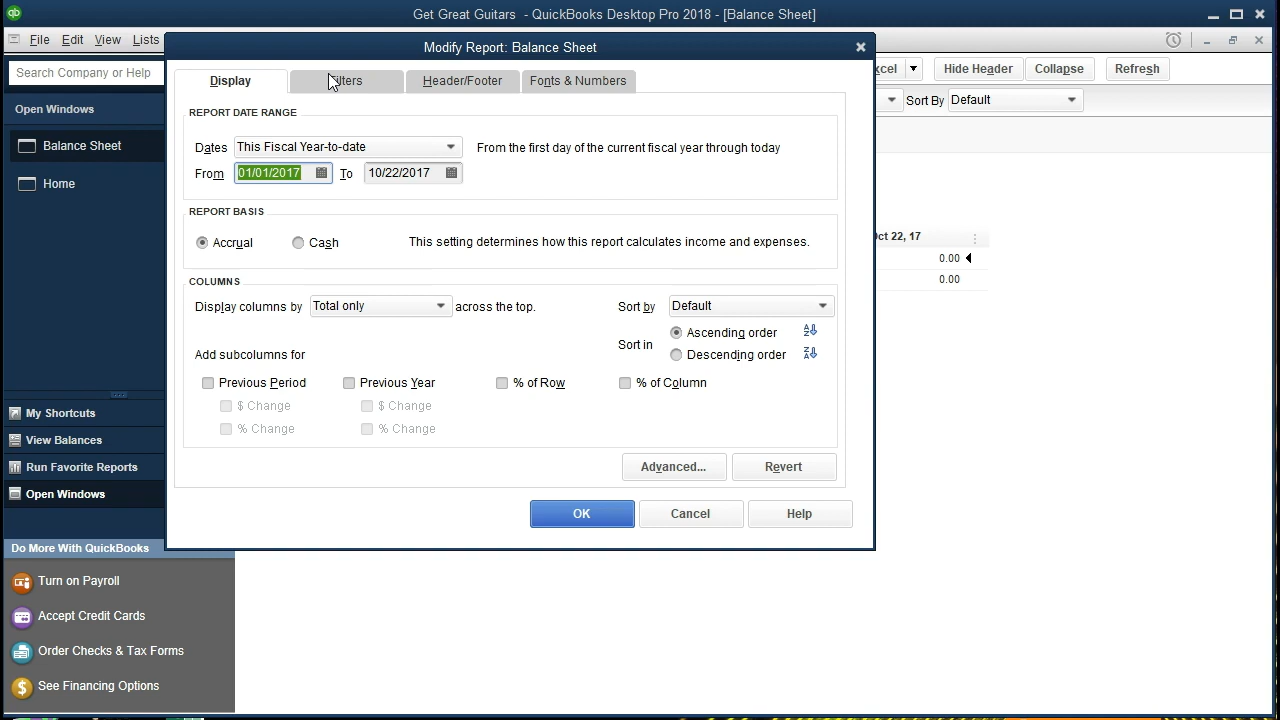 Get Great Guitars - QuickBooks Desktop Pro 2018 - [Balance Sheet]
File Edit View Lists
Modify Report: Balance Sheet
Search Company or Help
Display Filters Header/Footer Fonts & Numbers
xcel Hide Header Collapse Refresh
Sort By Default
Open Windows
REPORT DATE RANGE
Balance Sheet
Dates This Fiscal Year-to-date From the first day of the current fiscal year through today
From 01/01/2017 To 10/22/2017
Home
REPORT BASIS
Accrual Cash This setting determines how this report calculates income and expenses.
Oct 22, 17
0.00
0.00
COLUMNS
Display columns by Total only across the top. Sort by Default
Sort in Ascending order
Descending order
Add subcolumns for
Previous Period Previous Year % of Row % of Column
$ Change $ Change
% Change % Change
My Shortcuts
View Balances
Run Favorite Reports
Open Windows
Advanced... Revert
OK Cancel Help
Do More With QuickBooks
Turn on Payroll
Accept Credit Cards
Order Checks & Tax Forms
See Financing Options